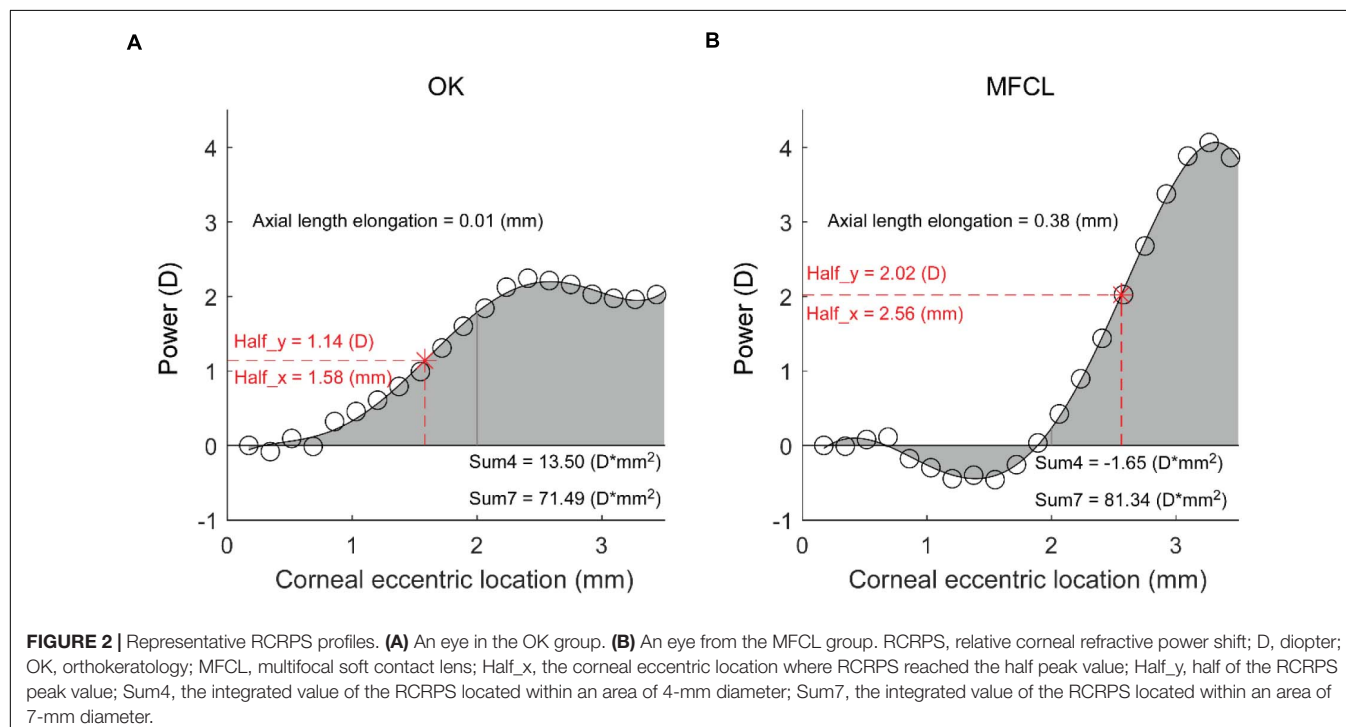 A
OK
4
3
2
1
0
-1
Power (D)
Axial length elongation = 0.01 (mm)
Half_y = 1.14 (D)
Half_x = 1.58 (mm)
Sum4 = 13.50 (D*mm²)
Sum7 = 71.49 (D*mm²)
0 1 2 3
Corneal eccentric location (mm)
B
MFCL
4
3
2
1
0
-1
Power (D)
Axial length elongation = 0.38 (mm)
Half_y = 2.02 (D)
Half_x = 2.56 (mm)
Sum4 = -1.65 (D*mm²)
Sum7 = 81.34 (D*mm²)
0 1 2 3
Corneal eccentric location (mm)
FIGURE 2 | Representative RCRPS profiles. (A) An eye in the OK group. (B) An eye from the MFCL group. RCRPS, relative corneal refractive power shift; D, diopter;
OK, orthokeratology; MFCL, multifocal soft contact lens; Half_x, the corneal eccentric location where RCRPS reached the half peak value; Half_y, half of the RCRPS
peak value; Sum4, the integrated value of the RCRPS located within an area of 4-mm diameter; Sum7, the integrated value of the RCRPS located within an area of
7-mm diameter.